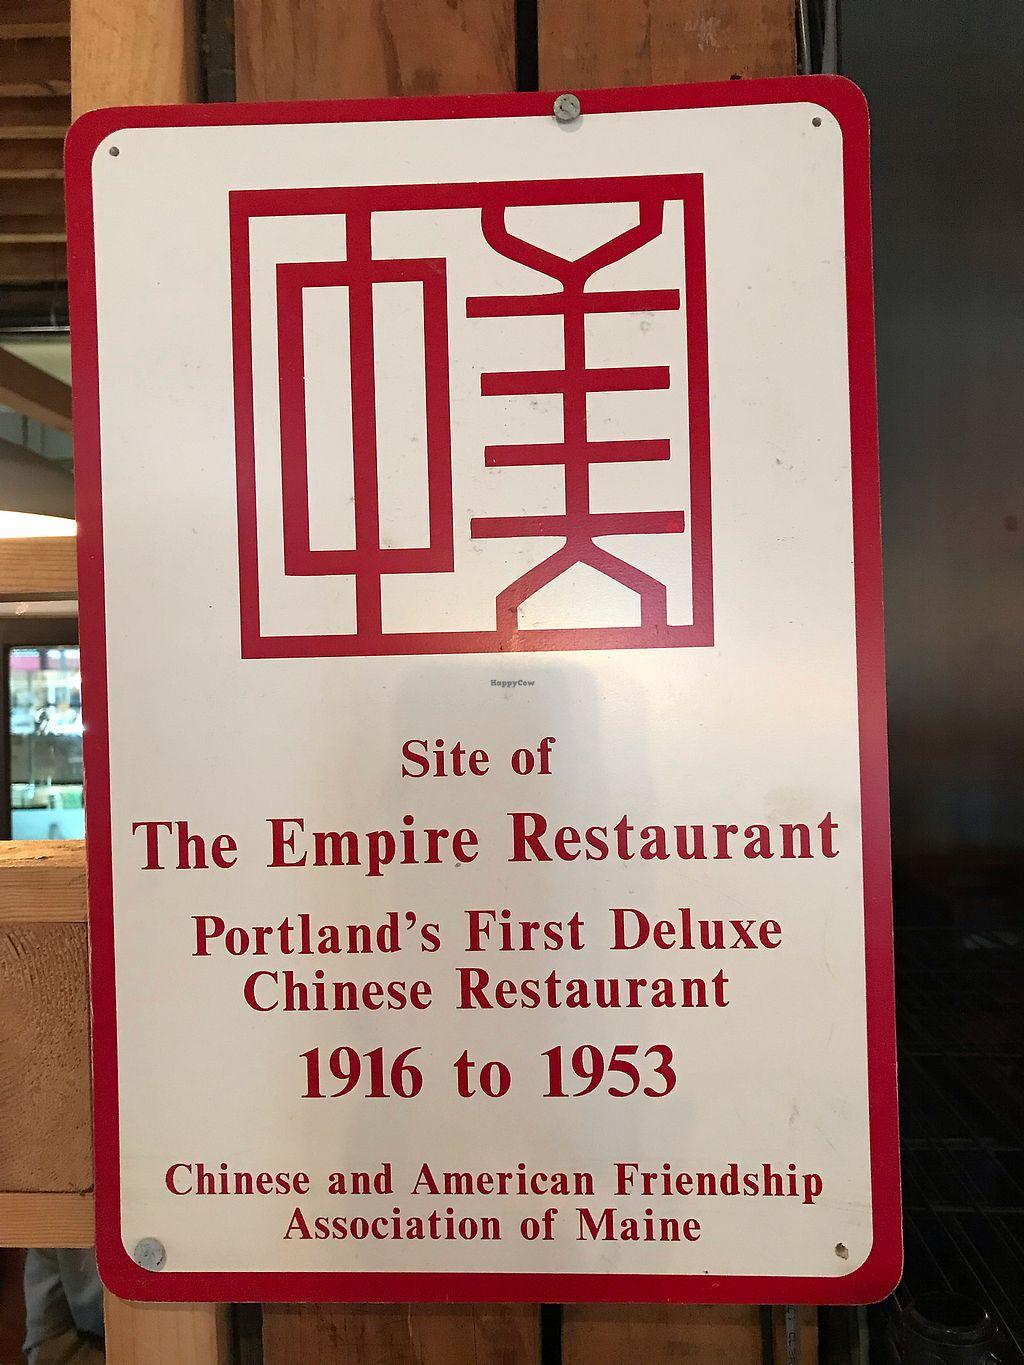 中美
HappyCow
Site of
The Empire Restaurant
Portland's First Deluxe
Chinese Restaurant
1916 to 1953
Chinese and American Friendship
Association of Maine